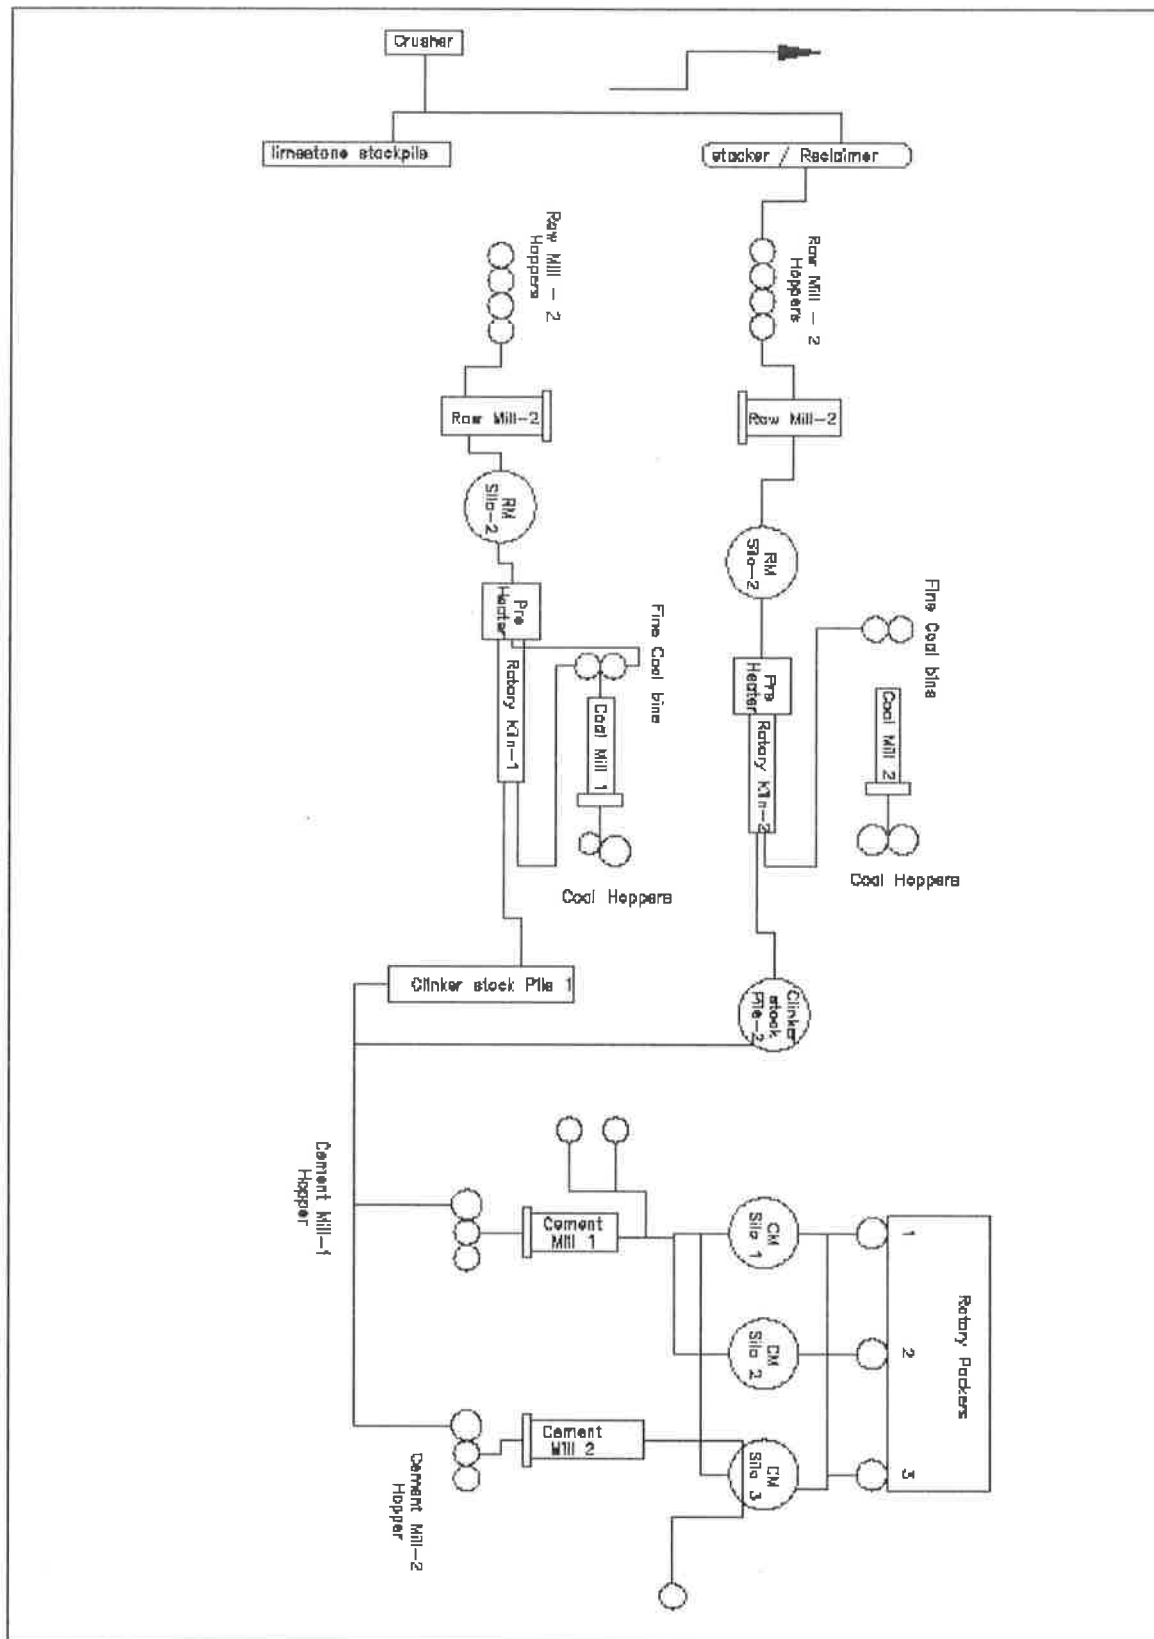 Crusher
limestone stockpile
stacker / Reclaimer
Raw Mill - 2
Hoppers
Raw Mill - 2
Hoppers
Raw Mill-2
Raw Mill-2
RM
Silo-2
RM
Silo-2
Pre
Heater
Fine Coal bins
Fine Coal bins
Rotary Kiln-1
Coal Mill 1
Pre
Heater
Rotary Kiln-2
Coal Mill 2
Coal Hoppers
Coal Hoppers
Clinker stock Pile 1
Clinker
stock
Pile-2
Cement Mill-1
Hopper
Cement
Mill 1
CM
Silo 1
1
Rotary Packers
CM
Silo 2
2
Cement
Mill 2
CM
Silo 3
3
Cement Mill-2
Hopper